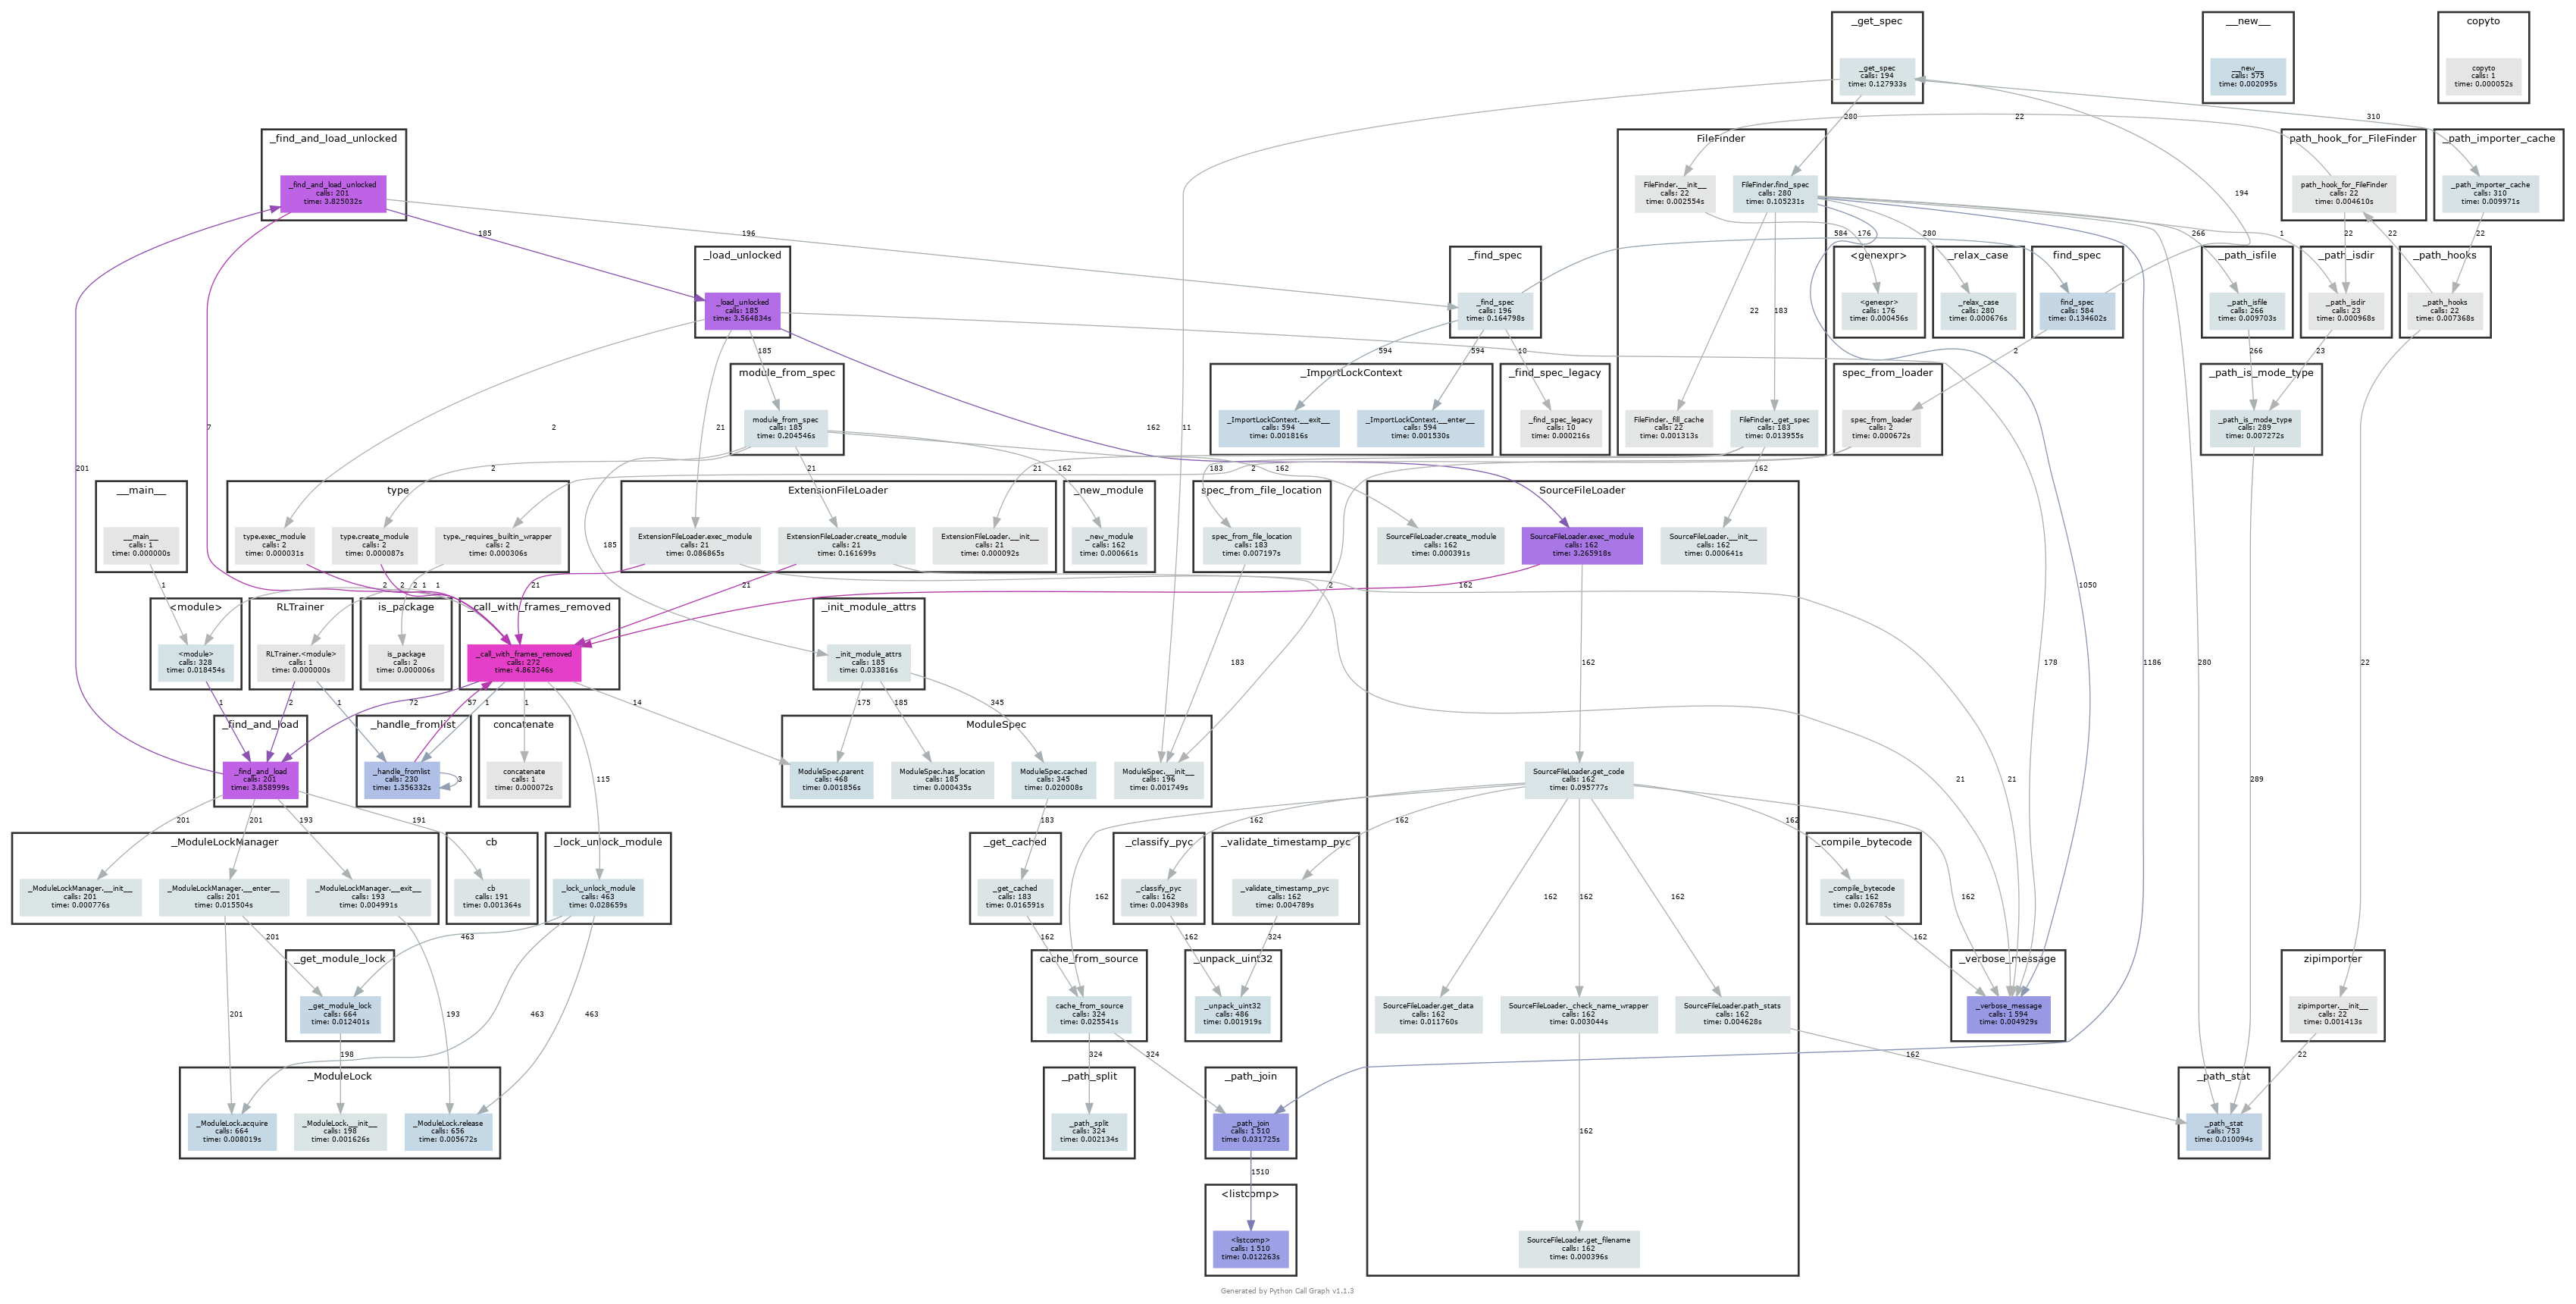 _get_spec
_get_spec
calls: 194
time: 0.127933s
__new__
__new__
calls: 575
time: 0.002095s
copyto
copyto
calls: 1
time: 0.000052s
280
22
310
_find_and_load_unlocked
_find_and_load_unlocked
calls: 201
time: 3.825032s
FileFinder
FileFinder.__init__
calls: 22
time: 0.002554s
FileFinder.find_spec
calls: 280
time: 0.105231s
path_hook_for_FileFinder
path_hook_for_FileFinder
calls: 22
time: 0.004610s
_path_importer_cache
_path_importer_cache
calls: 310
time: 0.009971s
194
185
196
584
176
280
266
1
22
22
22
_load_unlocked
_load_unlocked
calls: 185
time: 3.564834s
_find_spec
_find_spec
calls: 196
time: 0.164798s
<genexpr>
<genexpr>
calls: 176
time: 0.000456s
_relax_case
_relax_case
calls: 280
time: 0.000676s
find_spec
find_spec
calls: 584
time: 0.134602s
_path_isfile
_path_isfile
calls: 266
time: 0.009703s
_path_isdir
_path_isdir
calls: 23
time: 0.000968s
_path_hooks
_path_hooks
calls: 22
time: 0.007368s
22
183
185
594
594
10
2
266
23
module_from_spec
module_from_spec
calls: 185
time: 0.204546s
_ImportLockContext
_ImportLockContext.__exit__
calls: 594
time: 0.001816s
_ImportLockContext.__enter__
calls: 594
time: 0.001530s
_find_spec_legacy
_find_spec_legacy
calls: 10
time: 0.000216s
FileFinder._fill_cache
calls: 22
time: 0.001313s
FileFinder._get_spec
calls: 183
time: 0.013955s
spec_from_loader
spec_from_loader
calls: 2
time: 0.000672s
_path_is_mode_type
_path_is_mode_type
calls: 289
time: 0.007272s
7
2
21
162
11
201
2
21
162
21
183
2
162
162
__main__
__main__
calls: 1
time: 0.000000s
type
type.exec_module
calls: 2
time: 0.000031s
type.create_module
calls: 2
time: 0.000087s
type._requires_builtin_wrapper
calls: 2
time: 0.000306s
ExtensionFileLoader
ExtensionFileLoader.exec_module
calls: 21
time: 0.086865s
ExtensionFileLoader.create_module
calls: 21
time: 0.161699s
ExtensionFileLoader.__init__
calls: 21
time: 0.000092s
_new_module
_new_module
calls: 162
time: 0.000661s
spec_from_file_location
spec_from_file_location
calls: 183
time: 0.007197s
SourceFileLoader
SourceFileLoader.create_module
calls: 162
time: 0.000391s
SourceFileLoader.exec_module
calls: 162
time: 3.265918s
SourceFileLoader.__init__
calls: 162
time: 0.000641s
185
1
2
2
2
1
1
21
21
2
162
1050
<module>
<module>
calls: 328
time: 0.018454s
RLTrainer
RLTrainer.<module>
calls: 1
time: 0.000000s
is_package
is_package
calls: 2
time: 0.000006s
_call_with_frames_removed
_call_with_frames_removed
calls: 272
time: 4.863246s
_init_module_attrs
_init_module_attrs
calls: 185
time: 0.033816s
183
162
178
1186
280
22
1
2
1
72
57
1
1
14
175
185
345
_find_and_load
_find_and_load
calls: 201
time: 3.858999s
_handle_fromlist
_handle_fromlist
calls: 230
time: 1.356332s
3
concatenate
concatenate
calls: 1
time: 0.000072s
115
ModuleSpec
ModuleSpec.parent
calls: 468
time: 0.001856s
ModuleSpec.has_location
calls: 185
time: 0.000435s
ModuleSpec.cached
calls: 345
time: 0.020008s
ModuleSpec.__init__
calls: 196
time: 0.001749s
SourceFileLoader.get_code
calls: 162
time: 0.095777s
21
21
289
201
201
193
191
183
162
162
162
_ModuleLockManager
_ModuleLockManager.__init__
calls: 201
time: 0.000776s
_ModuleLockManager.__enter__
calls: 201
time: 0.015504s
_ModuleLockManager.__exit__
calls: 193
time: 0.004991s
cb
cb
calls: 191
time: 0.001364s
_lock_unlock_module
_lock_unlock_module
calls: 463
time: 0.028659s
_get_cached
_get_cached
calls: 183
time: 0.016591s
162
_classify_pyc
_classify_pyc
calls: 162
time: 0.004398s
_validate_timestamp_pyc
_validate_timestamp_pyc
calls: 162
time: 0.004789s
162
162
162
_compile_bytecode
_compile_bytecode
calls: 162
time: 0.026785s
162
201
463
162
162
324
162
_get_module_lock
_get_module_lock
calls: 664
time: 0.012401s
cache_from_source
cache_from_source
calls: 324
time: 0.025541s
_unpack_uint32
_unpack_uint32
calls: 486
time: 0.001919s
SourceFileLoader.get_data
calls: 162
time: 0.011760s
SourceFileLoader._check_name_wrapper
calls: 162
time: 0.003044s
SourceFileLoader.path_stats
calls: 162
time: 0.004628s
_verbose_message
_verbose_message
calls: 1 594
time: 0.004929s
zipimporter
zipimporter.__init__
calls: 22
time: 0.001413s
201
193
463
463
198
324
324
162
22
_ModuleLock
_ModuleLock.acquire
calls: 664
time: 0.008019s
_ModuleLock.__init__
calls: 198
time: 0.001626s
_ModuleLock.release
calls: 656
time: 0.005672s
_path_split
_path_split
calls: 324
time: 0.002134s
_path_join
_path_join
calls: 1 510
time: 0.031725s
162
_path_stat
_path_stat
calls: 753
time: 0.010094s
1510
<listcomp>
<listcomp>
calls: 1 510
time: 0.012263s
SourceFileLoader.get_filename
calls: 162
time: 0.000396s
Generated by Python Call Graph v1.1.3